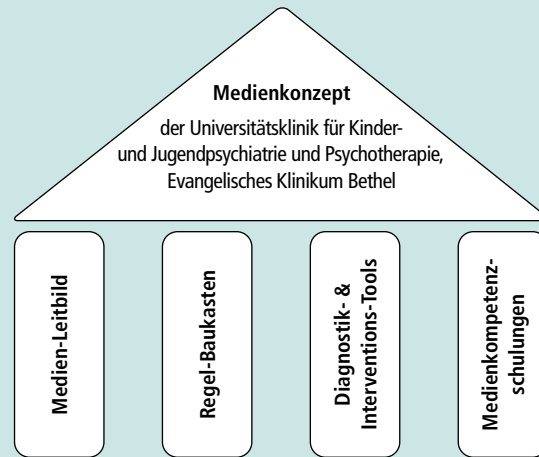 Medienkonzept
der Universitätsklinik für Kinder-
und Jugendpsychiatrie und Psychotherapie,
Evangelisches Klinikum Bethel
Medien-Leitbild
Regel-Baukasten
Diagnostik- &
Interventions-Tools
Medienkompetenz-
schulungen